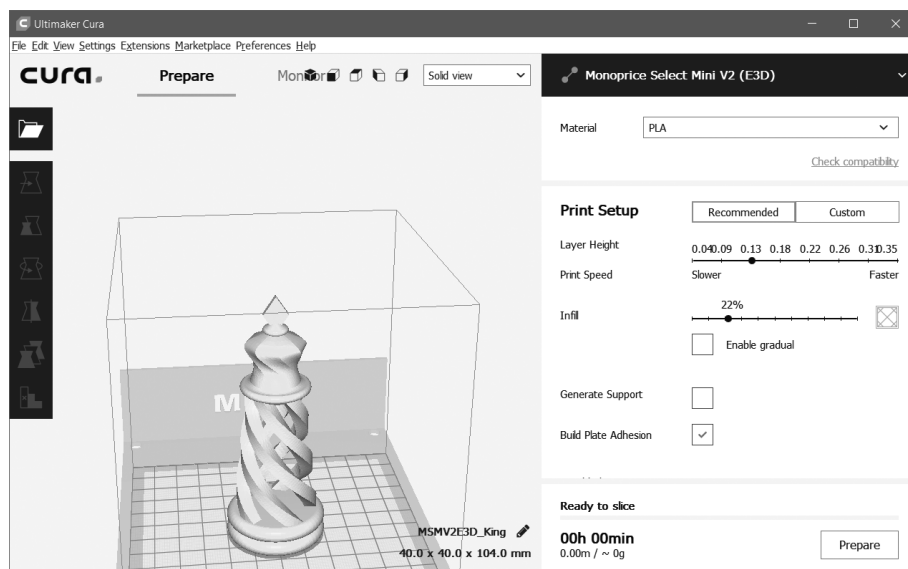 Ultimaker Cura
File Edit View Settings Extensions Marketplace Preferences Help
cura.
Prepare
Monitor
Solid view
Monoprice Select Mini V2 (E3D)
Material
PLA
Check compatibility
Print Setup
Recommended
Custom
Layer Height
0.04 0.09 0.13 0.18 0.22 0.26 0.31 0.35
Print Speed
Slower
Faster
22%
Infill
Enable gradual
Generate Support
Build Plate Adhesion
M
Ready to slice
MSMV2E3D_King
40.0 x 40.0 x 104.0 mm
00h 00min
0.00m / ~ 0g
Prepare